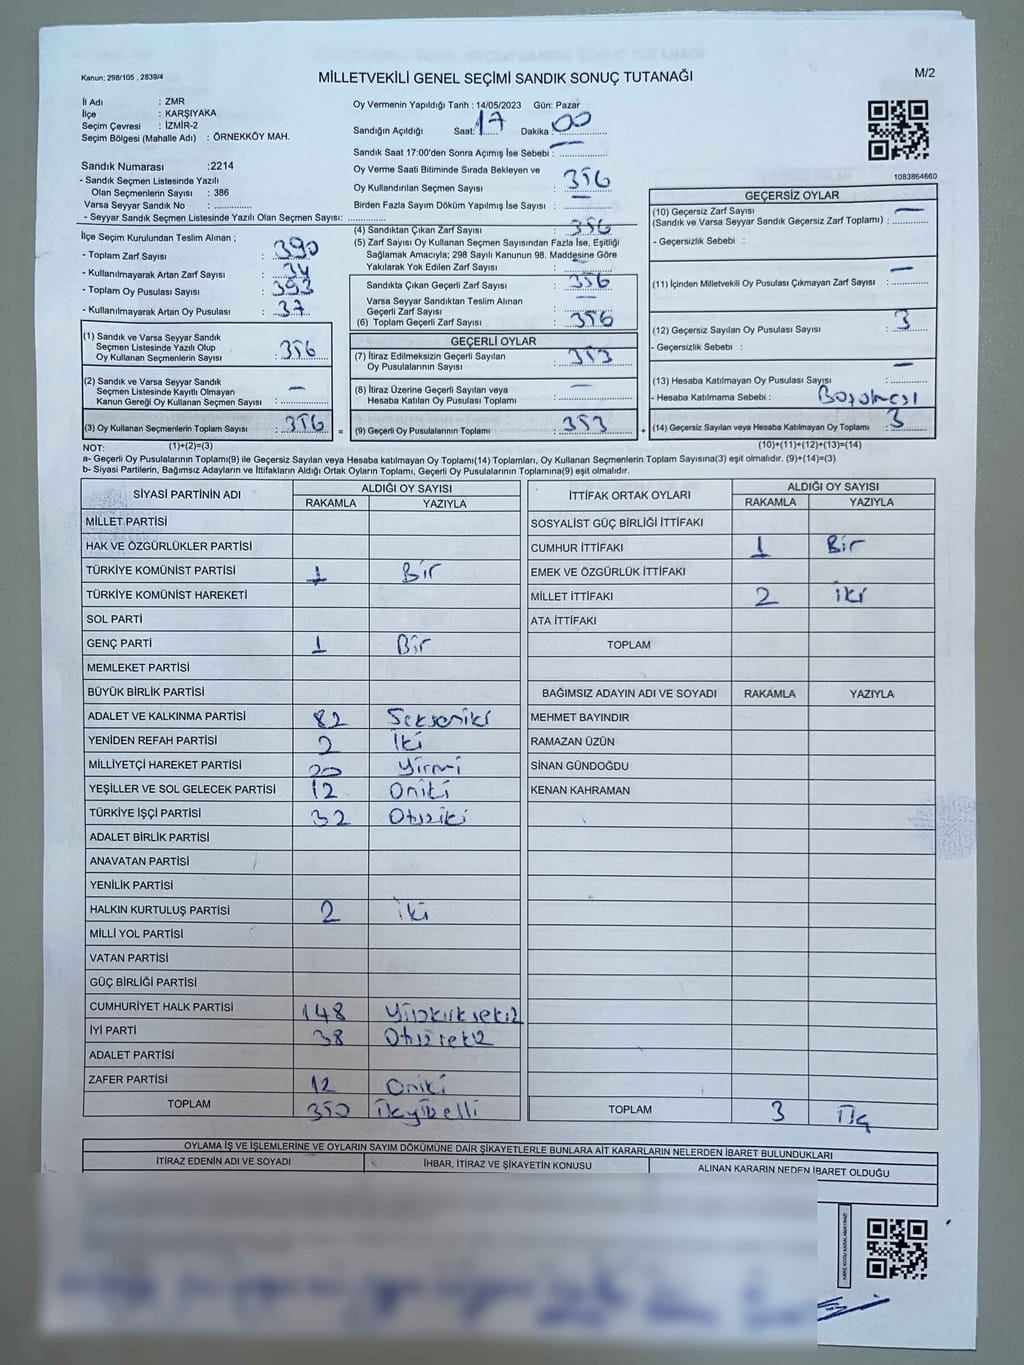 Kanun; 298/105 , 2839/4
MİLLETVEKİLİ GENEL SEÇİMİ SANDIK SONUÇ TUTANAĞI
M/2
İl Adı : ZMR
İlçe : KARŞIYAKA
Seçim Çevresi : İZMİR-2
Seçim Bölgesi (Mahalle Adı) : ÖRNEKKÖY MAH.
Oy Vermenin Yapıldığı Tarih : 14/05/2023 Gün: Pazar
Sandığın Açıldığı Saat: 17 Dakika : 00
Sandık Saat 17:00'den Sonra Açımış İse Sebebi : —
Sandık Numarası :2214
- Sandık Seçmen Listesinde Yazılı
Olan Seçmenlerin Sayısı : 386
Varsa Seyyar Sandık No :
- Seyyar Sandık Seçmen Listesinde Yazılı Olan Seçmen Sayısı:
Oy Verme Saati Bitiminde Sırada Bekleyen ve
Oy Kullandırılan Seçmen Sayısı : 356
Birden Fazla Sayım Döküm Yapılmış İse Sayısı : —
1083864660
İlçe Seçim Kurulundan Teslim Alınan ;
- Toplam Zarf Sayısı : 390
- Kullanılmayarak Artan Zarf Sayısı : 34
- Toplam Oy Pusulası Sayısı : 393
- Kullanılmayarak Artan Oy Pusulası : 37
(4) Sandıktan Çıkan Zarf Sayısı : 356
(5) Zarf Sayısı Oy Kullanan Seçmen Sayısından Fazla İse, Eşitliği
Sağlamak Amacıyla; 298 Sayılı Kanunun 98. Maddesine Göre
Yakılarak Yok Edilen Zarf Sayısı : —
Sandıkta Çıkan Geçerli Zarf Sayısı : 356
Varsa Seyyar Sandıktan Teslim Alınan
Geçerli Zarf Sayısı : —
(6) Toplam Geçerli Zarf Sayısı : 356
GEÇERSİZ OYLAR
(10) Geçersiz Zarf Sayısı
(Sandık ve Varsa Seyyar Sandık Geçersiz Zarf Toplamı) : —
- Geçersizlik Sebebi :
(11) İçinden Milletvekili Oy Pusulası Çıkmayan Zarf Sayısı : —
(12) Geçersiz Sayılan Oy Pusulası Sayısı : 3
- Geçersizlik Sebebi :
(13) Hesaba Katılmayan Oy Pusulası Sayısı : —
- Hesaba Katılmama Sebebi :
(14) Geçersiz Sayılan veya Hesaba Katılmayan Oy Toplamı : 3
(10)+(11)+(12)+(13)=(14)
(1) Sandık ve Varsa Seyyar Sandık
Seçmen Listesinde Yazılı Olup
Oy Kullanan Seçmenlerin Sayısı : 356
(2) Sandık ve Varsa Seyyar Sandık
Seçmen Listesinde Kayıtlı Olmayan
Kanun Gereği Oy Kullanan Seçmen Sayısı : —
(3) Oy Kullanan Seçmenlerin Toplam Sayısı : 356 =
GEÇERLİ OYLAR
(7) İtiraz Edilmeksizin Geçerli Sayılan
Oy Pusulalarının Sayısı : 353
(8) İtiraz Üzerine Geçerli Sayılan veya
Hesaba Katılan Oy Pusulası Toplamı : —
(9) Geçerli Oy Pusulalarının Toplamı : 353 +
NOT: (1)+(2)=(3)
a- Geçerli Oy Pusulalarının Toplamı(9) ile Geçersiz Sayılan veya Hesaba katılmayan Oy Toplamı(14) Toplamları, Oy Kullanan Seçmenlerin Toplam Sayısına(3) eşit olmalıdır. (9)+(14)=(3)
b- Siyasi Partilerin, Bağımsız Adayların ve İttifakların Aldığı Ortak Oyların Toplamı, Geçerli Oy Pusulalarının Toplamına(9) eşit olmalıdır.
SİYASİ PARTİNİN ADI ALDIĞI OY SAYISI
RAKAMLA YAZIYLA
MİLLET PARTİSİ
HAK VE ÖZGÜRLÜKLER PARTİSİ
TÜRKİYE KOMÜNİST PARTİSİ 1 Bir
TÜRKİYE KOMÜNİST HAREKETİ
SOL PARTİ
GENÇ PARTİ 1 Bir
MEMLEKET PARTİSİ
BÜYÜK BİRLİK PARTİSİ
ADALET VE KALKINMA PARTİSİ 82 Sekseniki
YENİDEN REFAH PARTİSİ 2 İki
MİLLİYETÇİ HAREKET PARTİSİ 20 Yirmi
YEŞİLLER VE SOL GELECEK PARTİSİ 12 Oniki
TÜRKİYE İŞÇİ PARTİSİ 32 Otuziki
ADALET BİRLİK PARTİSİ
ANAVATAN PARTİSİ
YENİLİK PARTİSİ
HALKIN KURTULUŞ PARTİSİ 2 iki
MİLLİ YOL PARTİSİ
VATAN PARTİSİ
GÜÇ BİRLİĞİ PARTİSİ
CUMHURİYET HALK PARTİSİ 148 Yüzkırksekiz
İYİ PARTİ 38
ADALET PARTİSİ
ZAFER PARTİSİ 12 Oniki
TOPLAM 350
İTTİFAK ORTAK OYLARI ALDIĞI OY SAYISI
RAKAMLA YAZIYLA
SOSYALİST GÜÇ BİRLİĞİ İTTİFAKI
CUMHUR İTTİFAKI 1 Bir
EMEK VE ÖZGÜRLÜK İTTİFAKI
MİLLET İTTİFAKI 2 iki
ATA İTTİFAKI
TOPLAM
BAĞIMSIZ ADAYIN ADI VE SOYADI RAKAMLA YAZIYLA
MEHMET BAYINDIR
RAMAZAN ÜZÜN
SİNAN GÜNDOĞDU
KENAN KAHRAMAN
TOPLAM 3 Üç
OYLAMA İŞ VE İŞLEMLERİNE VE OYLARIN SAYIM DÖKÜMÜNE DAİR ŞİKAYETLERLE BUNLARA AİT KARARLARIN NELERDEN İBARET BULUNDUKLARI
İTİRAZ EDENİN ADI VE SOYADI İHBAR, İTİRAZ VE ŞİKAYETİN KONUSU ALINAN KARARIN NEDEN İBARET OLDUĞU